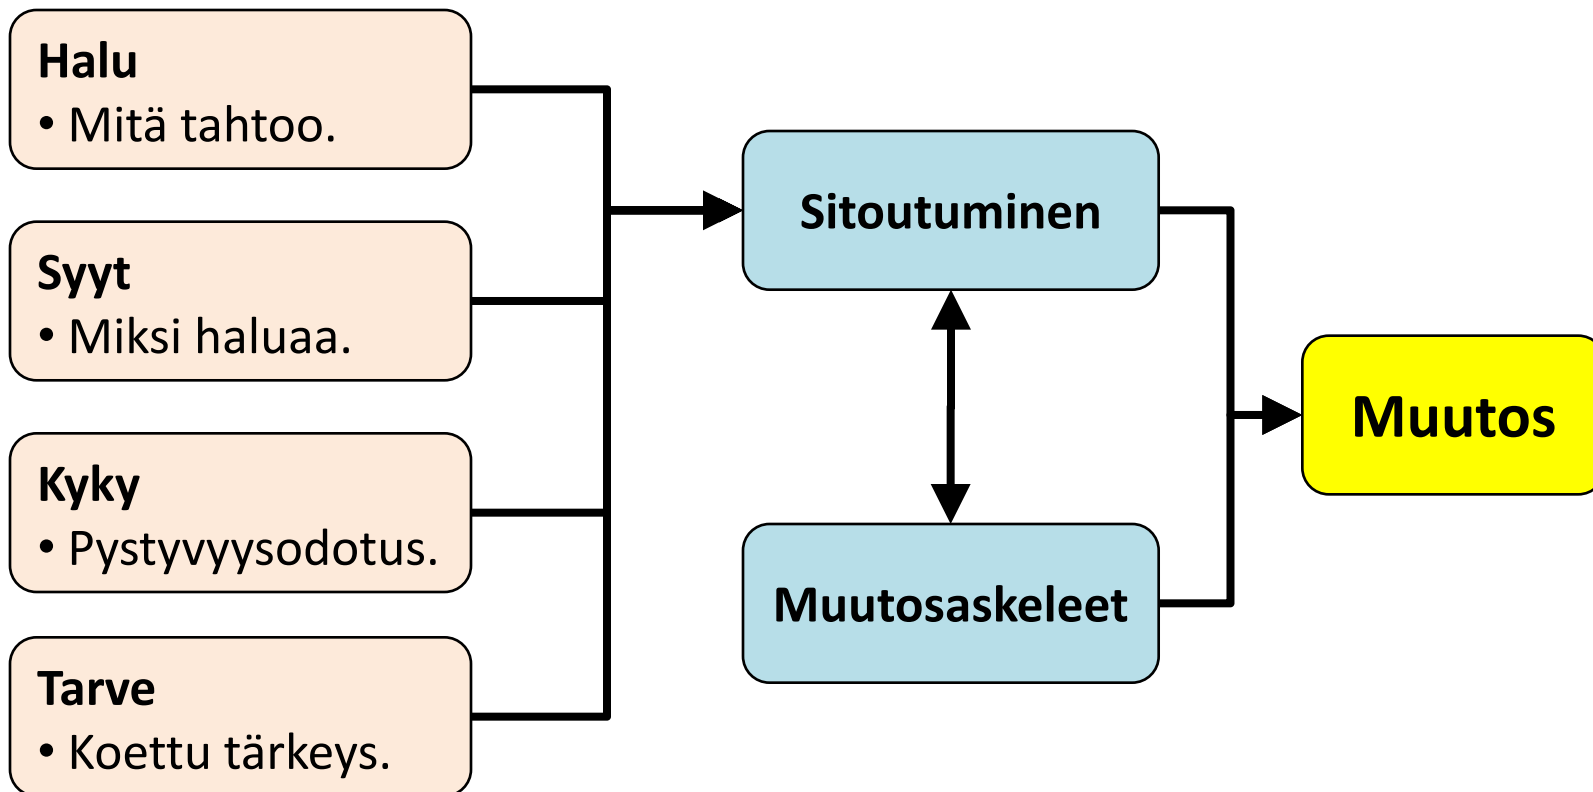 Halu
• Mitä tahtoo.
Syyt
• Miksi haluaa.
Kyky
• Pystyvyysodotus.
Tarve
• Koettu tärkeys.
Sitoutuminen
Muutosaskeleet
Muutos